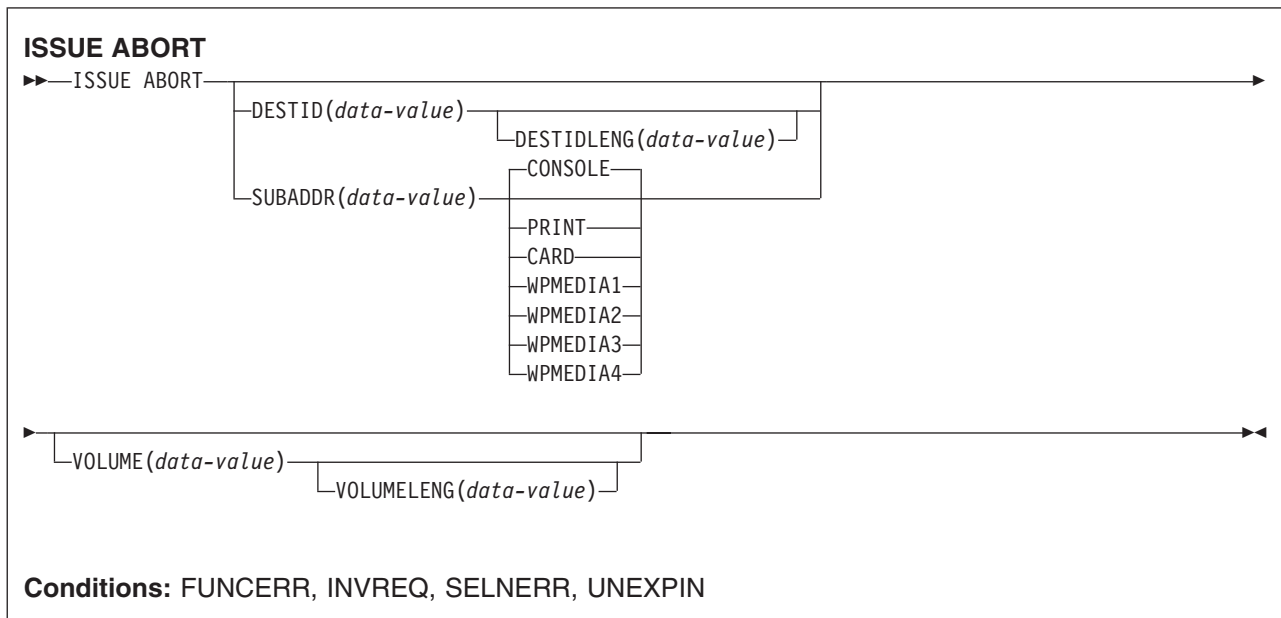 ISSUE ABORT
ISSUE ABORT
DESTID(data-value)
DESTIDLENG(data-value)
CONSOLE
SUBADDR(data-value)
PRINT
CARD
WPMEDIA1
WPMEDIA2
WPMEDIA3
WPMEDIA4
VOLUME(data-value)
VOLUMELENG(data-value)
Conditions: FUNCERR, INVREQ, SELNERR, UNEXPIN